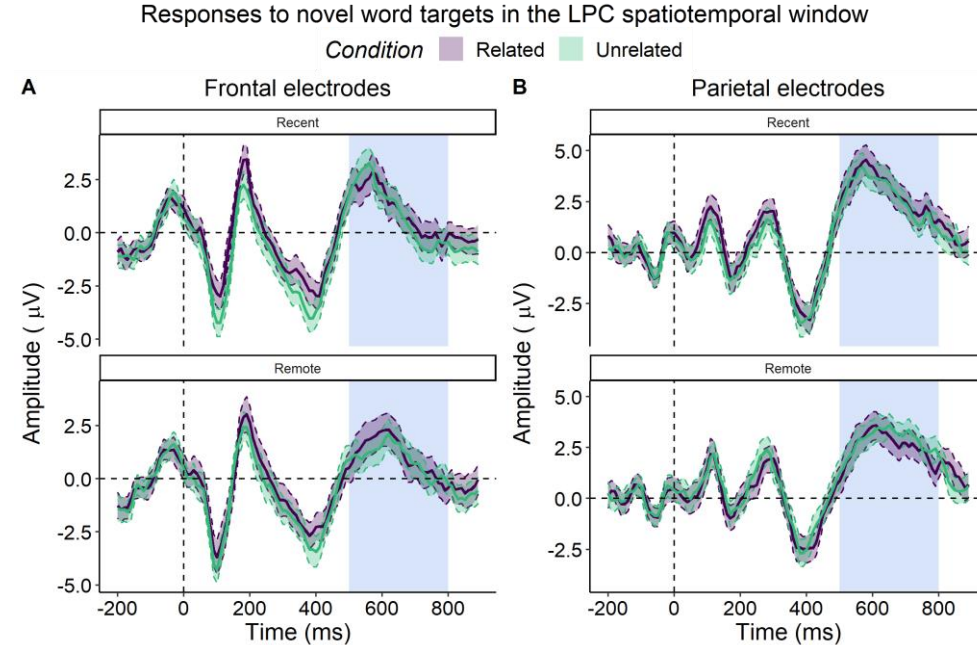 Responses to novel word targets in the LPC spatiotemporal window
Condition Related Unrelated
A Frontal electrodes
Recent
2.5
0.0
-2.5
-5.0
Remote
2.5
0.0
-2.5
-5.0
Amplitude ( μV)
-200 0 200 400 600 800
Time (ms)
B Parietal electrodes
Recent
5.0
2.5
0.0
-2.5
Remote
5.0
2.5
0.0
-2.5
Amplitude ( μV)
-200 0 200 400 600 800
Time (ms)